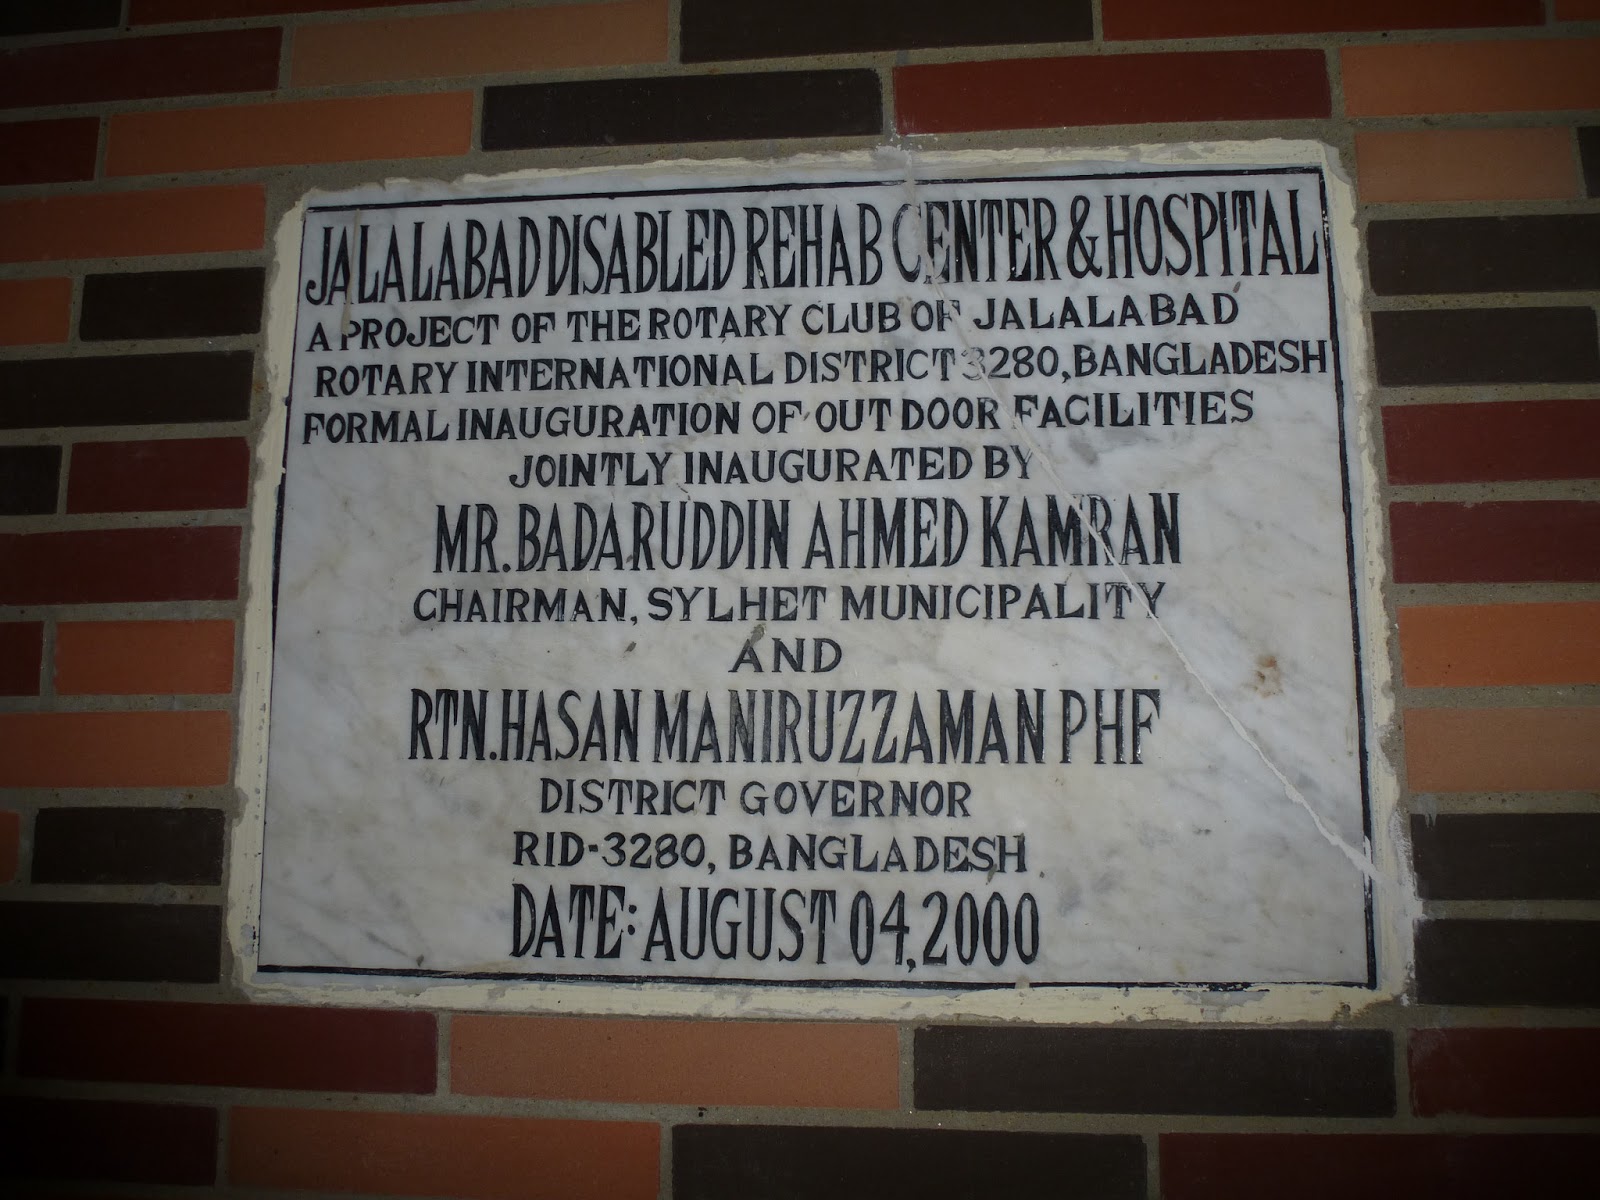 JALALABAD DISABLED REHAB CENTER & HOSPITAL
A PROJECT OF THE ROTARY CLUB OF JALALABAD
ROTARY INTERNATIONAL DISTRICT 3280, BANGLADESH
FORMAL INAUGURATION OF OUT DOOR FACILITIES
JOINTLY INAUGURATED BY
MR. BADARUDDIN AHMED KAMRAN
CHAIRMAN, SYLHET MUNICIPALITY
AND
RTN. HASAN MANIRUZZAMAN PHF
DISTRICT GOVERNOR
RID-3280, BANGLADESH
DATE: AUGUST 04, 2000